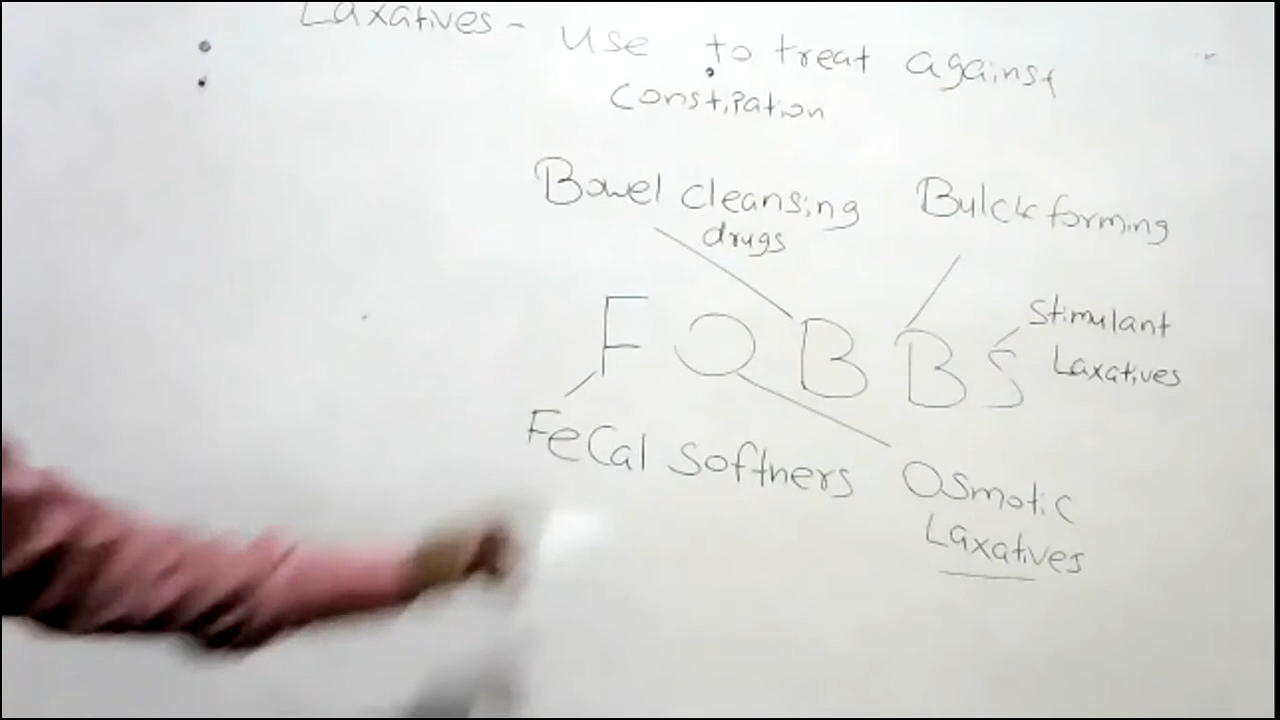 Laxatives - Use to treat against
Constipation
Bowel cleansing
drugs
Bulck forming
F O B B S
Stimulant
Laxatives
Fecal Softners
Osmotic
Laxatives